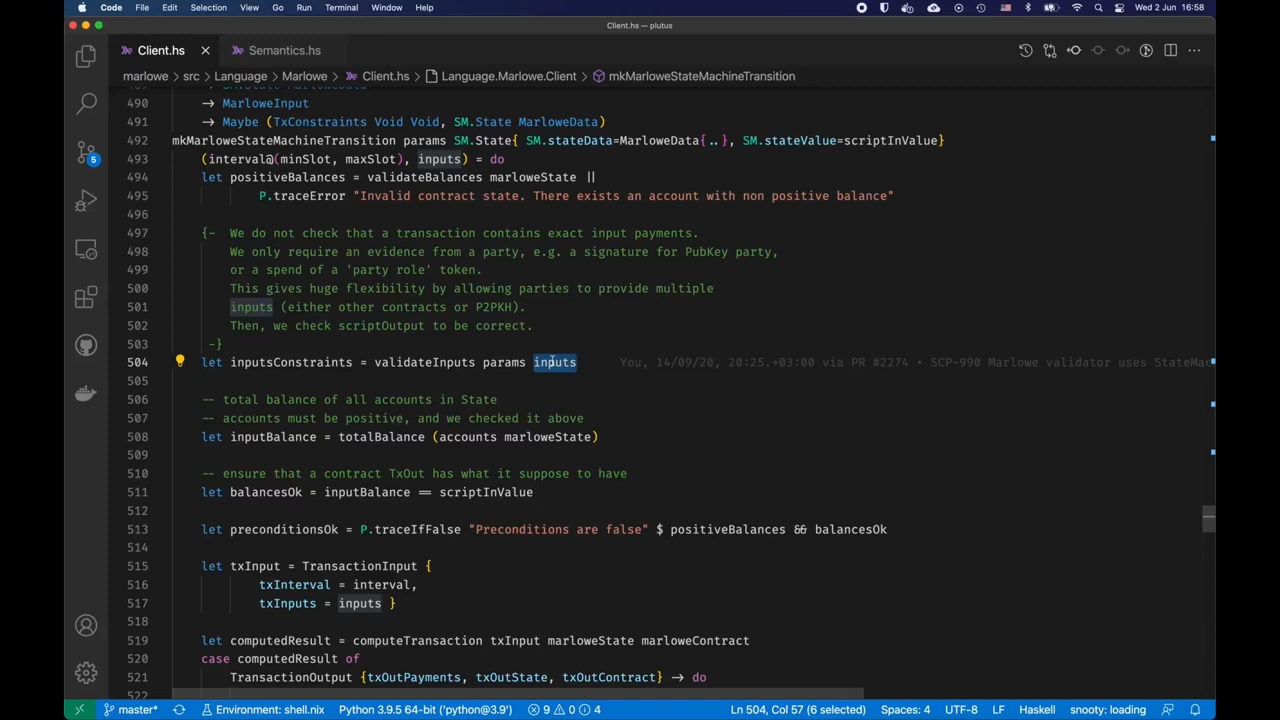 Code File Edit Selection View Go Run Terminal Window Help Wed 2 Jun 16:58
Client.hs — plutus
Client.hs Semantics.hs
marlowe > src > Language > Marlowe > Client.hs > Language.Marlowe.Client > mkMarloweStateMachineTransition
490 -> MarloweInput
491 -> Maybe (TxConstraints Void Void, SM.State MarloweData)
492 mkMarloweStateMachineTransition params SM.State{ SM.stateData=MarloweData{..}, SM.stateValue=scriptInValue}
493 (interval@(minSlot, maxSlot), inputs) = do
494 let positiveBalances = validateBalances marloweState ||
495 P.traceError "Invalid contract state. There exists an account with non positive balance"
496
497 {- We do not check that a transaction contains exact input payments.
498 We only require an evidence from a party, e.g. a signature for PubKey party,
499 or a spend of a 'party role' token.
500 This gives huge flexibility by allowing parties to provide multiple
501 inputs (either other contracts or P2PKH).
502 Then, we check scriptOutput to be correct.
503 -}
504 let inputsConstraints = validateInputs params inputs You, 14/09/20, 20:25.+03:00 via PR #2274 • SCP-990 Marlowe validator uses StateMac
505
506 -- total balance of all accounts in State
507 -- accounts must be positive, and we checked it above
508 let inputBalance = totalBalance (accounts marloweState)
509
510 -- ensure that a contract TxOut has what it suppose to have
511 let balancesOk = inputBalance == scriptInValue
512
513 let preconditionsOk = P.traceIfFalse "Preconditions are false" $ positiveBalances && balancesOk
514
515 let txInput = TransactionInput {
516 txInterval = interval,
517 txInputs = inputs }
518
519 let computedResult = computeTransaction txInput marloweState marloweContract
520 case computedResult of
521 TransactionOutput {txOutPayments, txOutState, txOutContract} -> do
522
5
master* Environment: shell.nix Python 3.9.5 64-bit ('python@3.9') 9 0 4 Ln 504, Col 57 (6 selected) Spaces: 4 UTF-8 LF Haskell snooty: loading